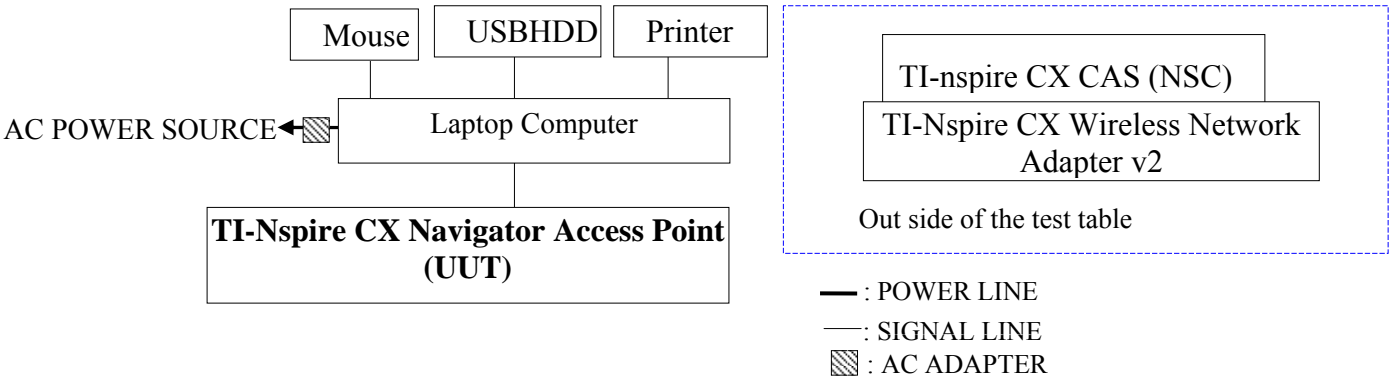 Mouse
USBHDD
Printer
AC POWER SOURCE
Laptop Computer
TI-Nspire CX Navigator Access Point
(UUT)
TI-nspire CX CAS (NSC)
TI-Nspire CX Wireless Network
Adapter v2
Out side of the test table
: POWER LINE
: SIGNAL LINE
: AC ADAPTER